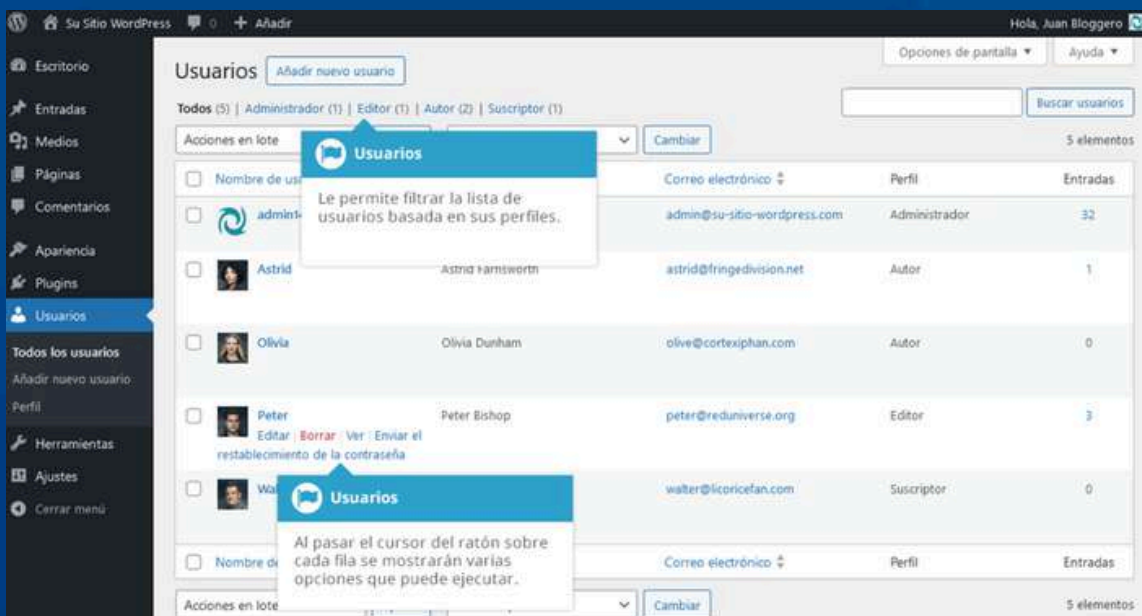 Su Sitio WordPress 0 + Añadir Hola, Juan Bloggero
Escritorio
Entradas
Medios
Páginas
Comentarios
Apariencia
Plugins
Usuarios
Todos los usuarios
Añadir nuevo usuario
Perfil
Herramientas
Ajustes
Cerrar menú
Opciones de pantalla Ayuda
Usuarios Añadir nuevo usuario
Todos (5) | Administrador (1) | Editor (1) | Autor (2) | Suscriptor (1)
Buscar usuarios
Acciones en lote Cambiar 5 elementos
Usuarios
Le permite filtrar la lista de
usuarios basada en sus perfiles.
Nombre de Correo electrónico Perfil Entradas
admin@su-sitio-wordpress.com Administrador 32
Astrid Astrid Farnsworth astrid@fringedivision.net Autor 1
Olivia Olivia Dunham olive@cortexiphan.com Autor 0
Peter Peter Bishop peter@reduniverse.org Editor 3
Editar | Borrar | Ver | Enviar el
restablecimiento de la contraseña
Usuarios
Al pasar el cursor del ratón sobre
cada fila se mostrarán varias
opciones que puede ejecutar.
walter@licoricefan.com Suscriptor 0
Nombre Correo electrónico Perfil Entradas
Acciones en lote Cambiar 5 elementos